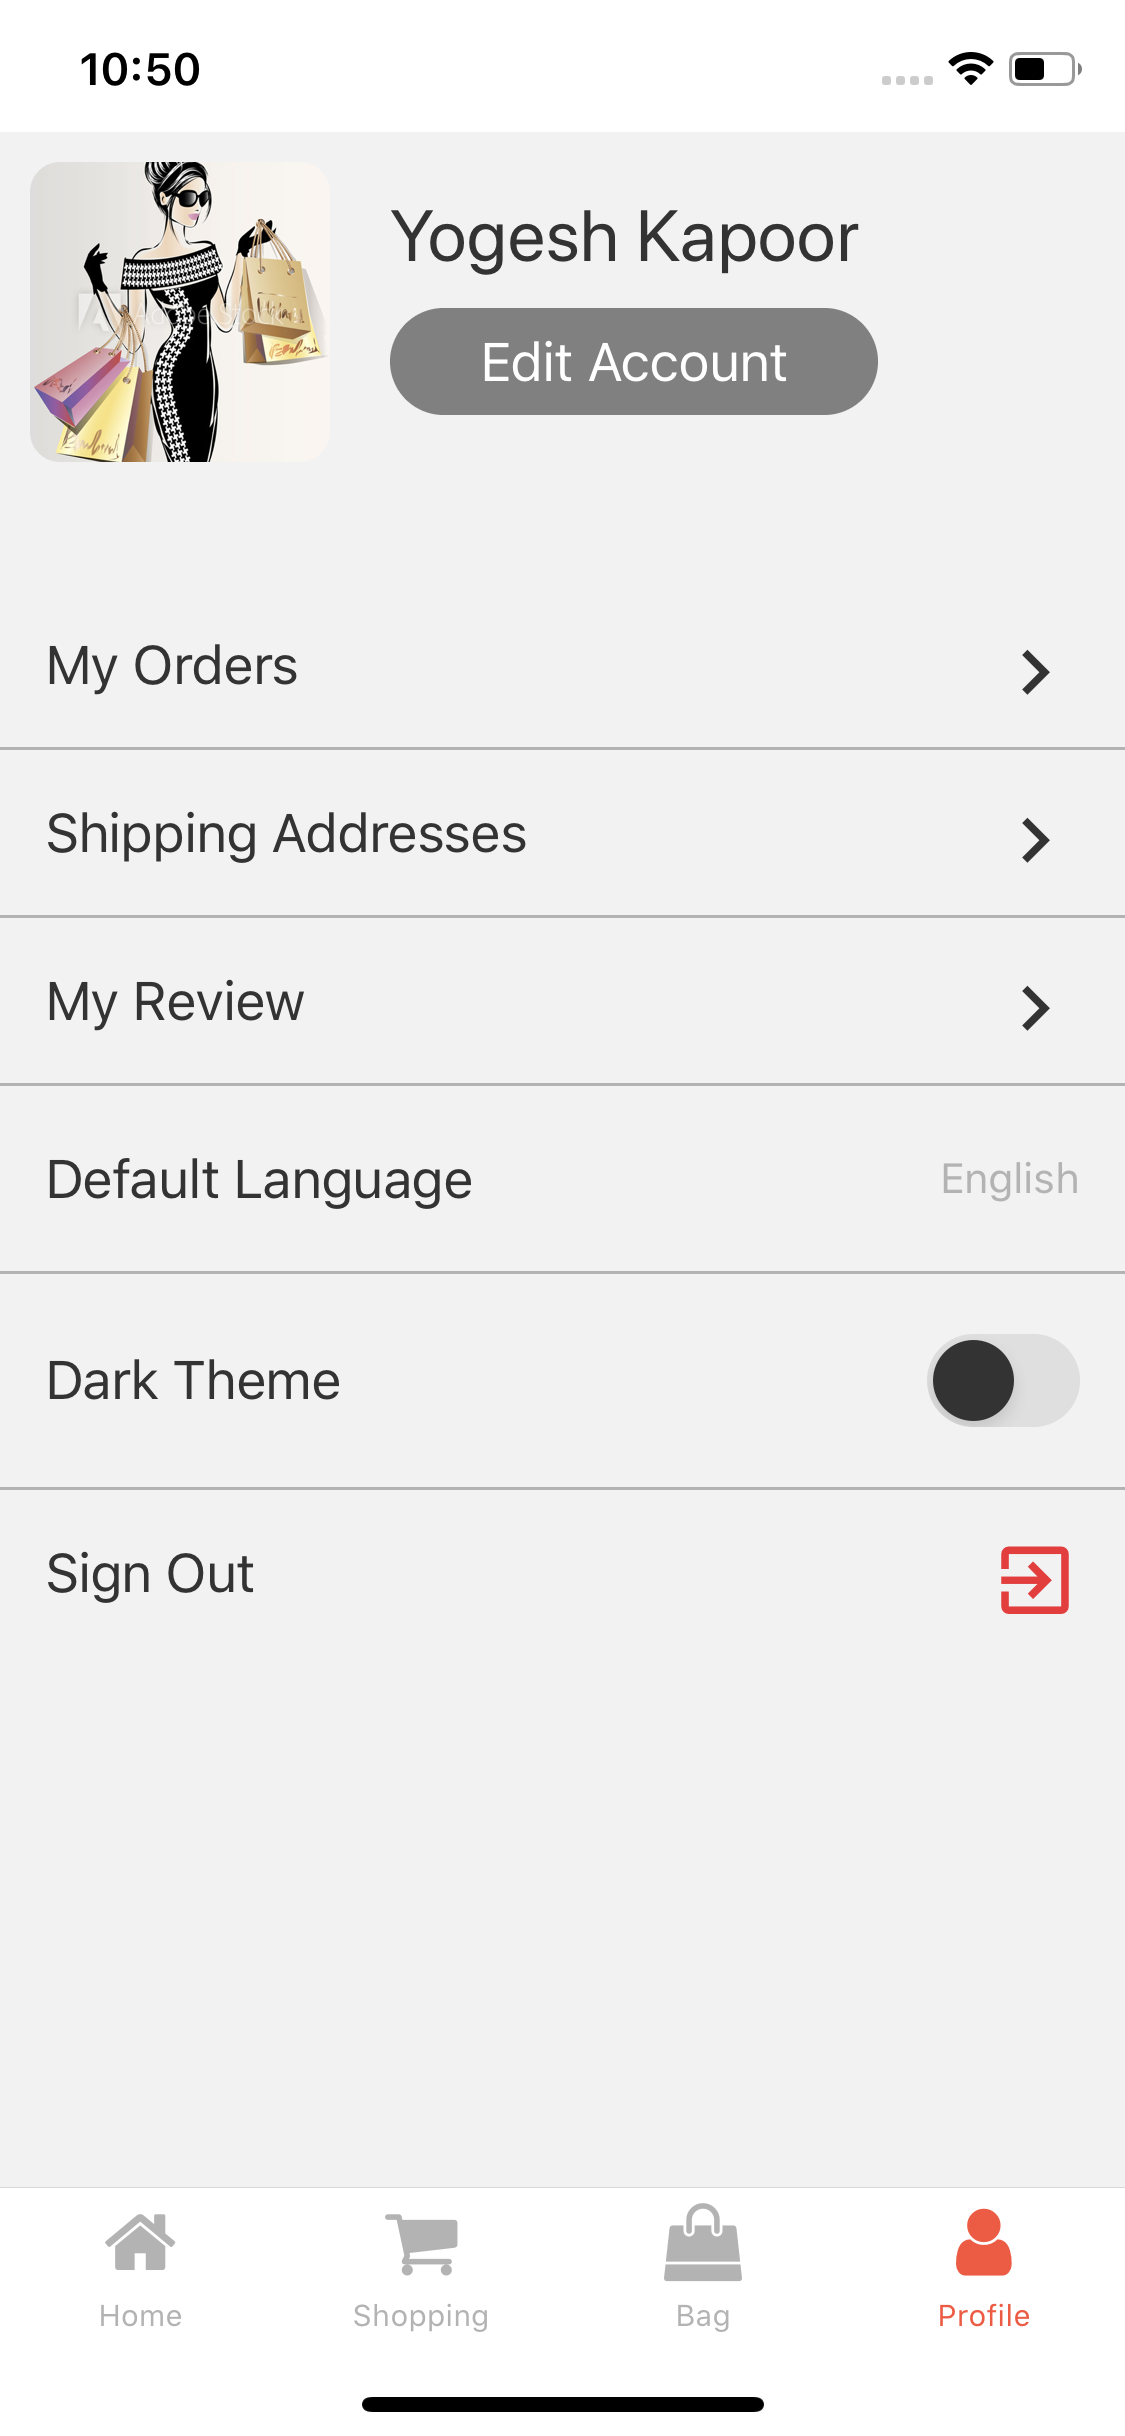 10:50
Yogesh Kapoor
Edit Account
My Orders
Shipping Addresses
My Review
Default Language
English
Dark Theme
Sign Out
Home
Shopping
Bag
Profile